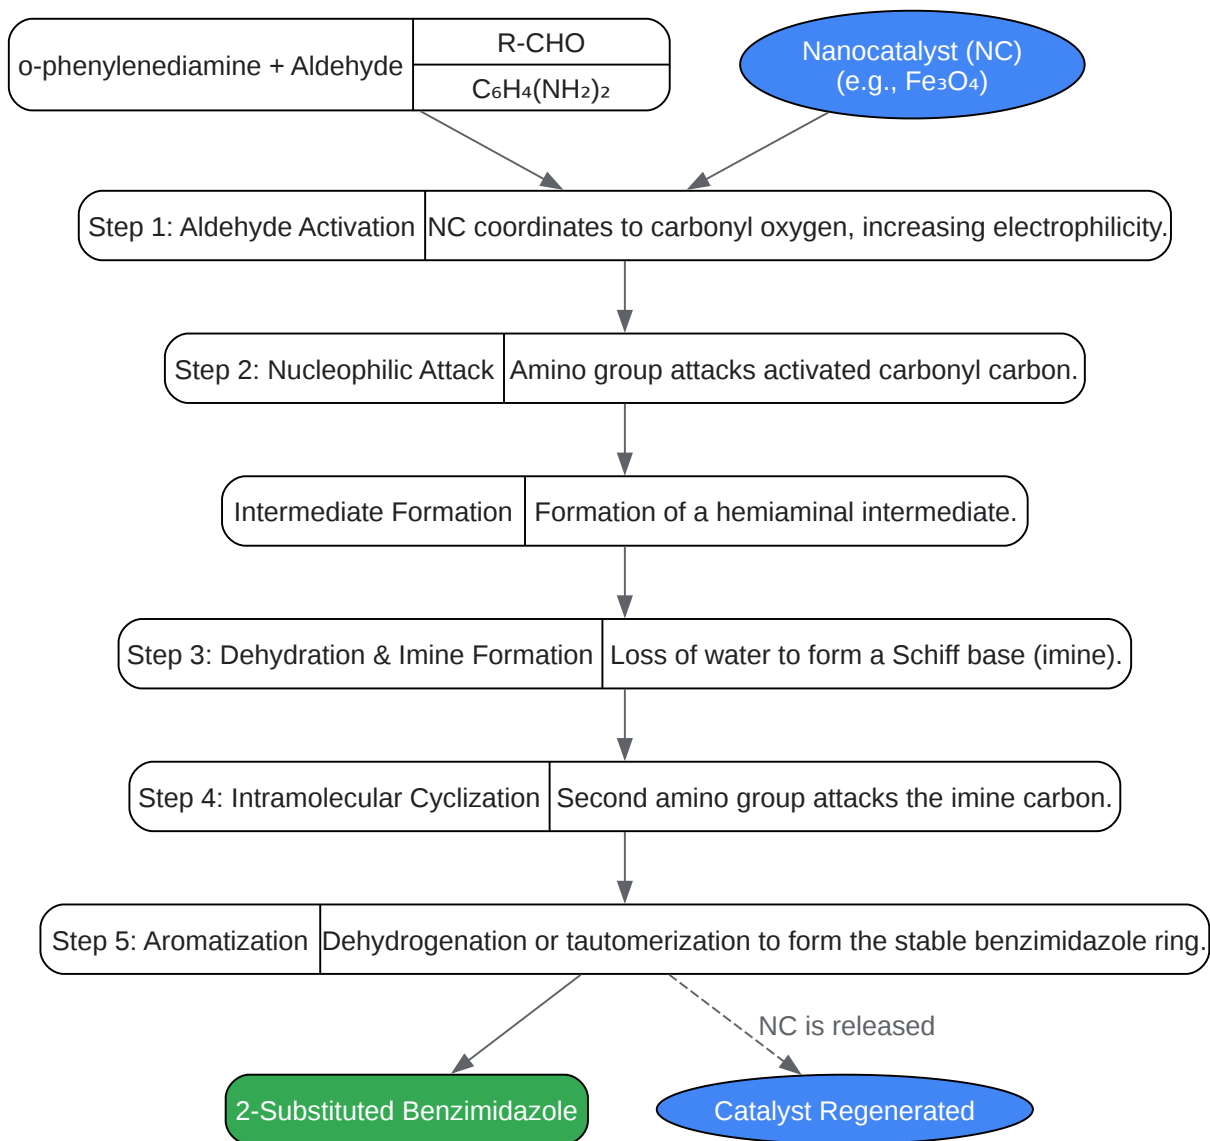 o-phenylenediamine + Aldehyde
R-CHO
C₆H₄(NH₂)₂
Nanocatalyst (NC)
(e.g., Fe₃O₄)
Step 1: Aldehyde Activation
NC coordinates to carbonyl oxygen, increasing electrophilicity.
Step 2: Nucleophilic Attack
Amino group attacks activated carbonyl carbon.
Intermediate Formation
Formation of a hemiaminal intermediate.
Step 3: Dehydration & Imine Formation
Loss of water to form a Schiff base (imine).
Step 4: Intramolecular Cyclization
Second amino group attacks the imine carbon.
Step 5: Aromatization
Dehydrogenation or tautomerization to form the stable benzimidazole ring.
NC is released
2-Substituted Benzimidazole
Catalyst Regenerated